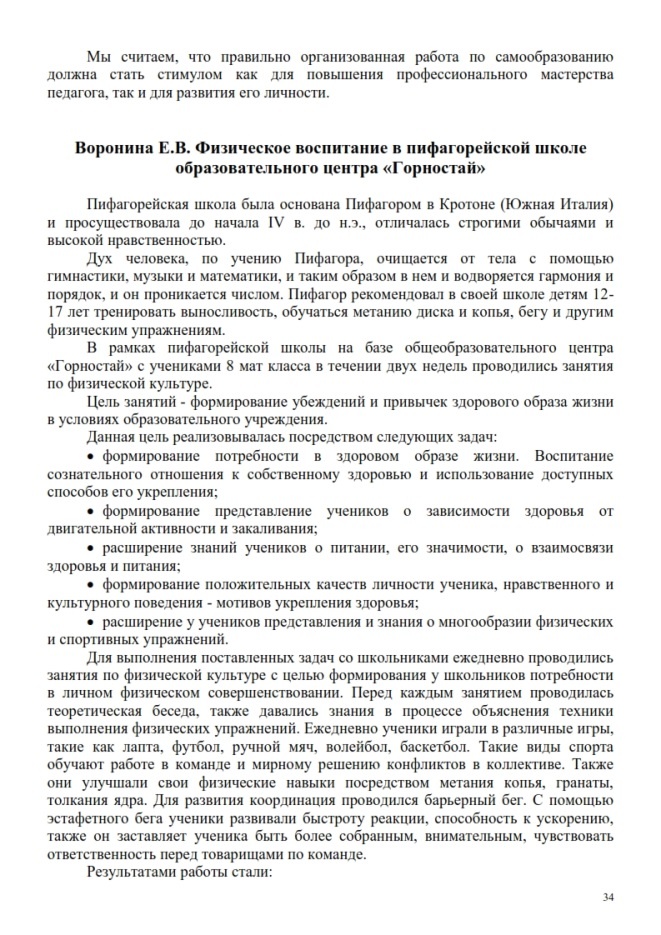 Мы считаем, что правильно организованная работа по самообразованию
должна стать стимулом как для повышения профессионального мастерства
педагога, так и для развития его личности.
Воронина Е.В. Физическое воспитание в пифагорейской школе
образовательного центра «Горностай»
Пифагорейская школа была основана Пифагором в Кротоне (Южная Италия)
и просуществовала до начала IV в. до н.э., отличалась строгими обычаями и
высокой нравственностью.
Дух человека, по учению Пифагора, очищается от тела с помощью
гимнастики, музыки и математики, и таким образом в нем и водворяется гармония и
порядок, и он проникается числом. Пифагор рекомендовал в своей школе детям 12-
17 лет тренировать выносливость, обучаться метанию диска и копья, бегу и другим
физическим упражнениям.
В рамках пифагорейской школы на базе общеобразовательного центра
«Горностай» с учениками 8 мат класса в течении двух недель проводились занятия
по физической культуре.
Цель занятий - формирование убеждений и привычек здорового образа жизни
в условиях образовательного учреждения.
Данная цель реализовывалась посредством следующих задач:
• формирование потребности в здоровом образе жизни. Воспитание
сознательного отношения к собственному здоровью и использование доступных
способов его укрепления;
• формирование представление учеников о зависимости здоровья от
двигательной активности и закаливания;
• расширение знаний учеников о питании, его значимости, о взаимосвязи
здоровья и питания;
• формирование положительных качеств личности ученика, нравственного и
культурного поведения - мотивов укрепления здоровья;
• расширение у учеников представления и знания о многообразии физических
и спортивных упражнений.
Для выполнения поставленных задач со школьниками ежедневно проводились
занятия по физической культуре с целью формирования у школьников потребности
в личном физическом совершенствовании. Перед каждым занятием проводилась
теоретическая беседа, также давались знания в процессе объяснения техники
выполнения физических упражнений. Ежедневно ученики играли в различные игры,
такие как лапта, футбол, ручной мяч, волейбол, баскетбол. Такие виды спорта
обучают работе в команде и мирному решению конфликтов в коллективе. Также
они улучшали свои физические навыки посредством метания копья, гранаты,
толкания ядра. Для развития координация проводился барьерный бег. С помощью
эстафетного бега ученики развивали быстроту реакции, способность к ускорению,
также он заставляет ученика быть более собранным, внимательным, чувствовать
ответственность перед товарищами по команде.
Результатами работы стали:
34